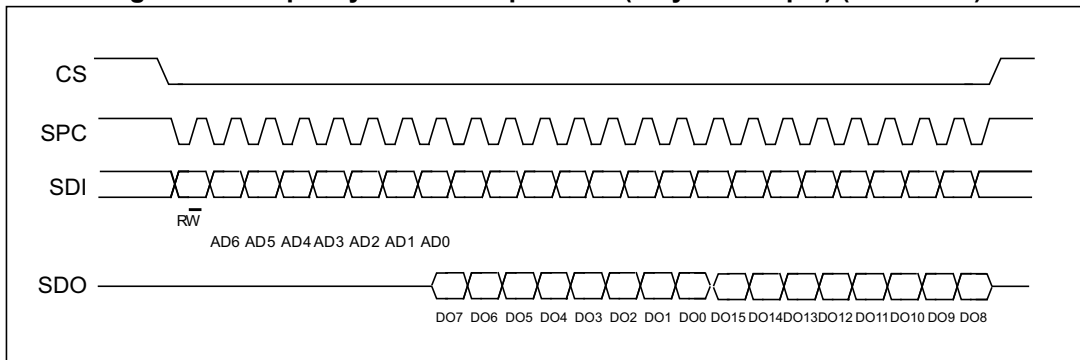 CS
SPC
SDI
RW
AD6 AD5 AD4 AD3 AD2 AD1 AD0
SDO
DO7 DO6 DO5 DO4 DO3 DO2 DO1 DO0 DO15 DO14 DO13 DO12 DO11 DO10 DO9 DO8